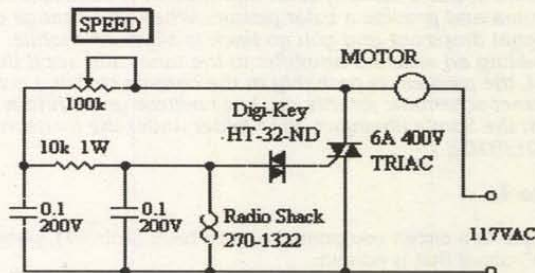 SPEED
MOTOR
100k
Digi-Key
HT-32-ND
6A 400V
TRIAC
10k 1W
0.1
200V
0.1
200V
Radio Shack
270-1322
117VAC